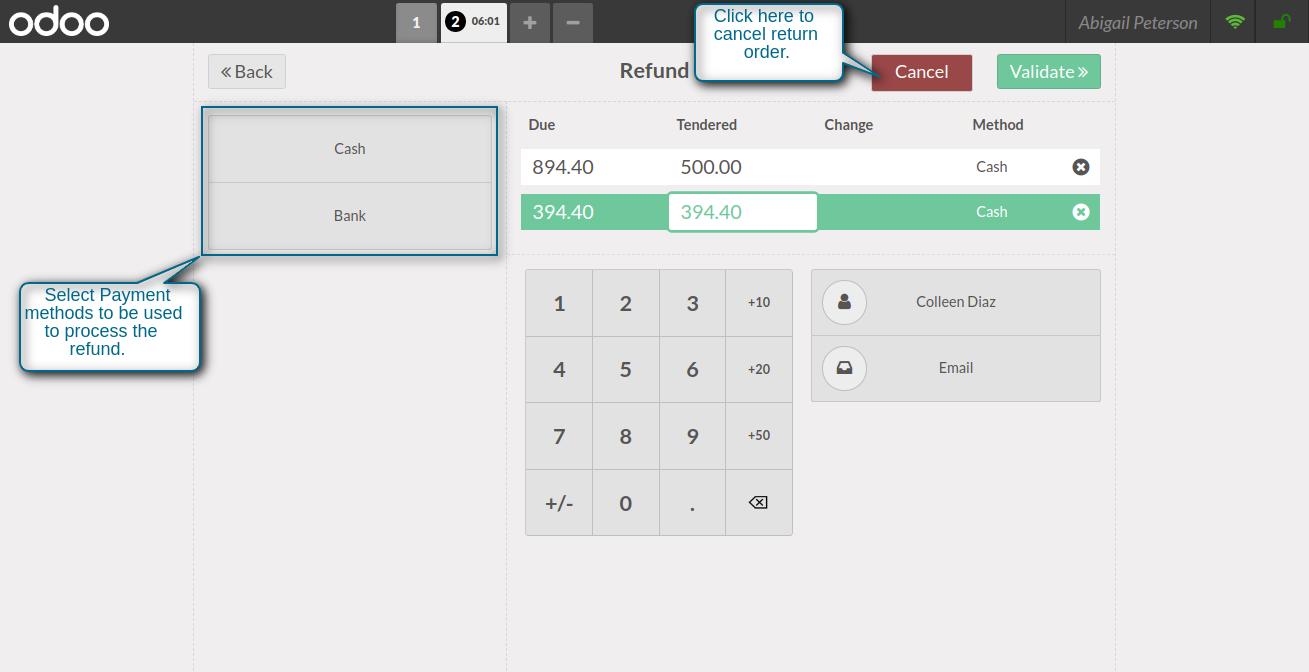 odoo
1
2 06:01
Abigail Peterson
Click here to
cancel return
order.
Back
Refund
Cancel
Validate
Cash
Bank
Select Payment
methods to be used
to process the
refund.
Due Tendered Change Method
894.40 500.00 Cash
394.40 394.40 Cash
1 2 3 +10
4 5 6 +20
7 8 9 +50
+/- 0 .
Colleen Diaz
Email